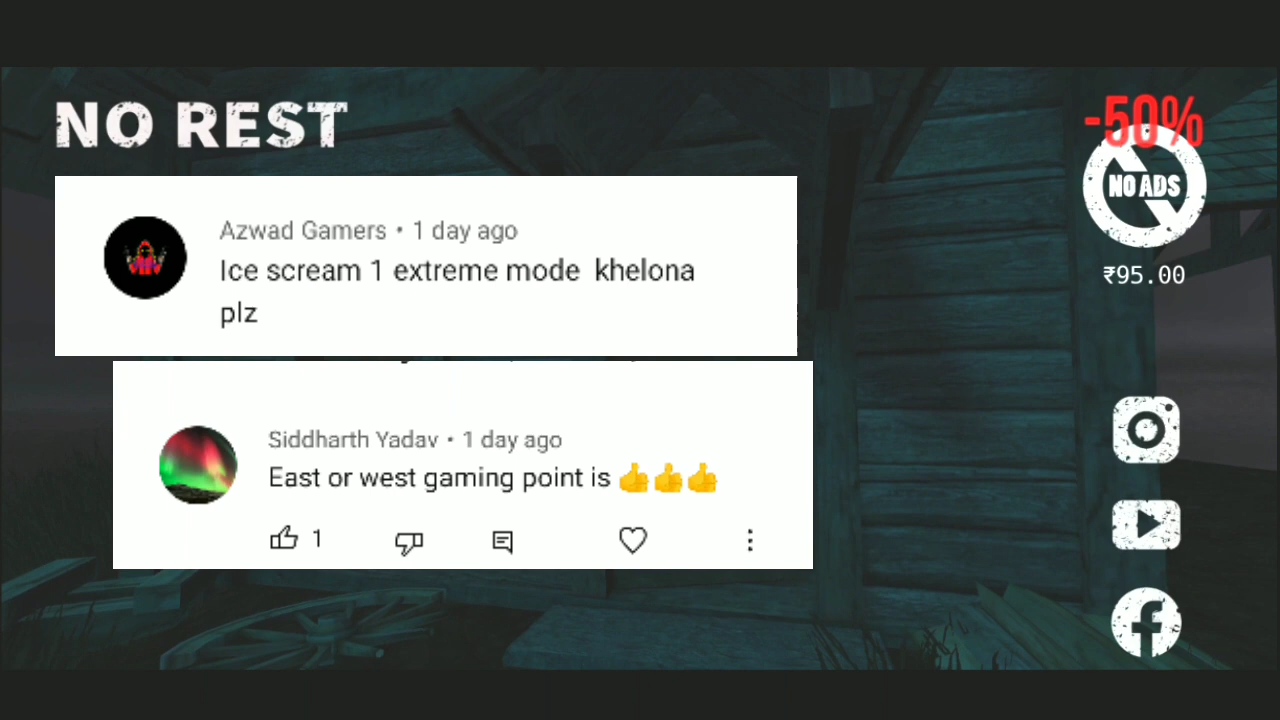 NO REST
-50%
NO ADS
₹95.00
Azwad Gamers • 1 day ago
Ice scream 1 extreme mode khelona
plz
Siddharth Yadav • 1 day ago
East or west gaming point is 👍👍👍
1